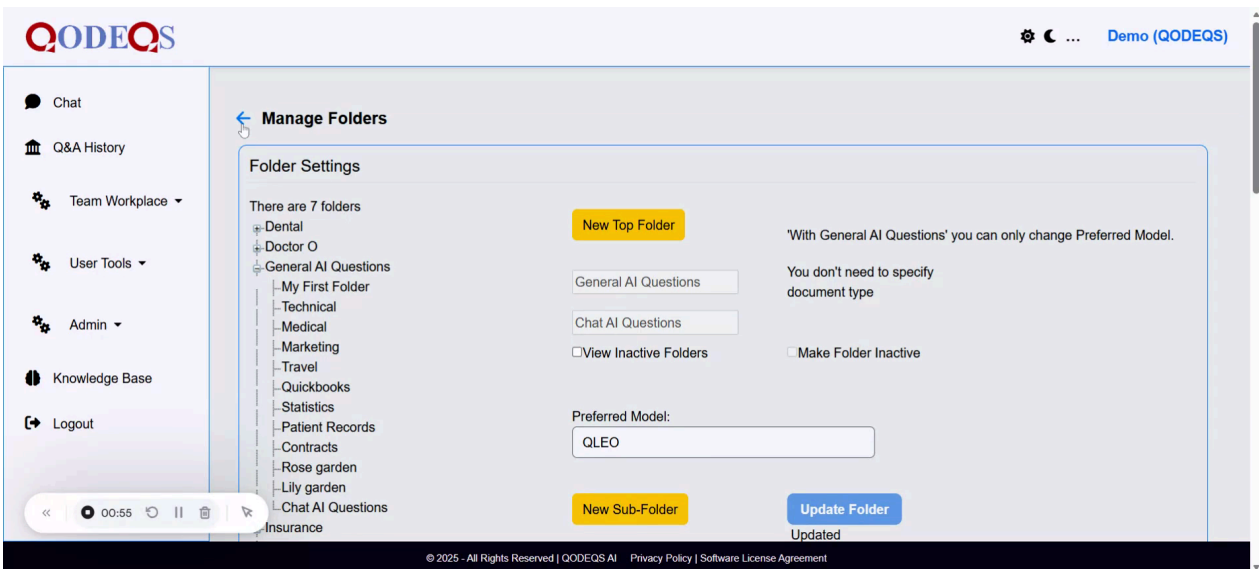 QODEQS
... Demo (QODEQS)
Chat
Q&A History
Team Workplace
User Tools
Admin
Knowledge Base
Logout
00:55
Manage Folders
Folder Settings
There are 7 folders
Dental
Doctor O
General AI Questions
My First Folder
Technical
Medical
Marketing
Travel
Quickbooks
Statistics
Patient Records
Contracts
Rose garden
Lily garden
Chat AI Questions
Insurance
New Top Folder
'With General AI Questions' you can only change Preferred Model.
General AI Questions
You don't need to specify
document type
Chat AI Questions
View Inactive Folders
Make Folder Inactive
Preferred Model:
QLEO
New Sub-Folder
Update Folder
Updated
© 2025 - All Rights Reserved | QODEQS AI Privacy Policy | Software License Agreement